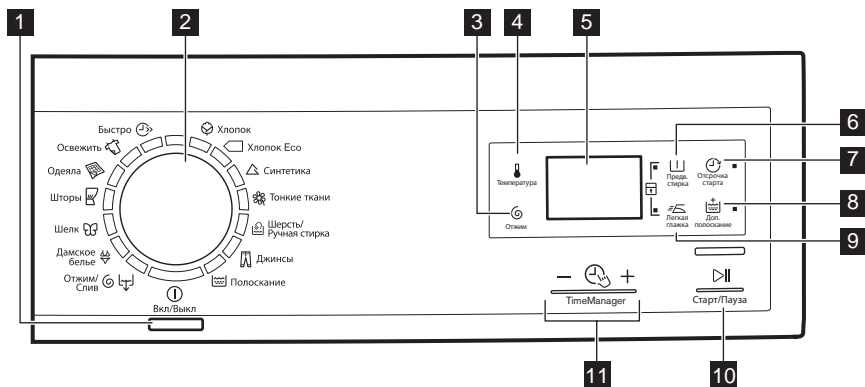 1
2
3
4
5
6
7
8
9
10
11
Быстро
Освежить
Одеяла
Шторы
Шелк
Дамское
белье
Отжим/
Слив
Вкл/Выкл
Хлопок
Хлопок Eco
Синтетика
Тонкие ткани
Шерсть/
Ручная стирка
Джинсы
Полоскание
Температура
Отжим
Предв.
стирка
Отсрочка
старта
Легкая
глажка
Доп.
полоскание
TimeManager
Старт/Пауза